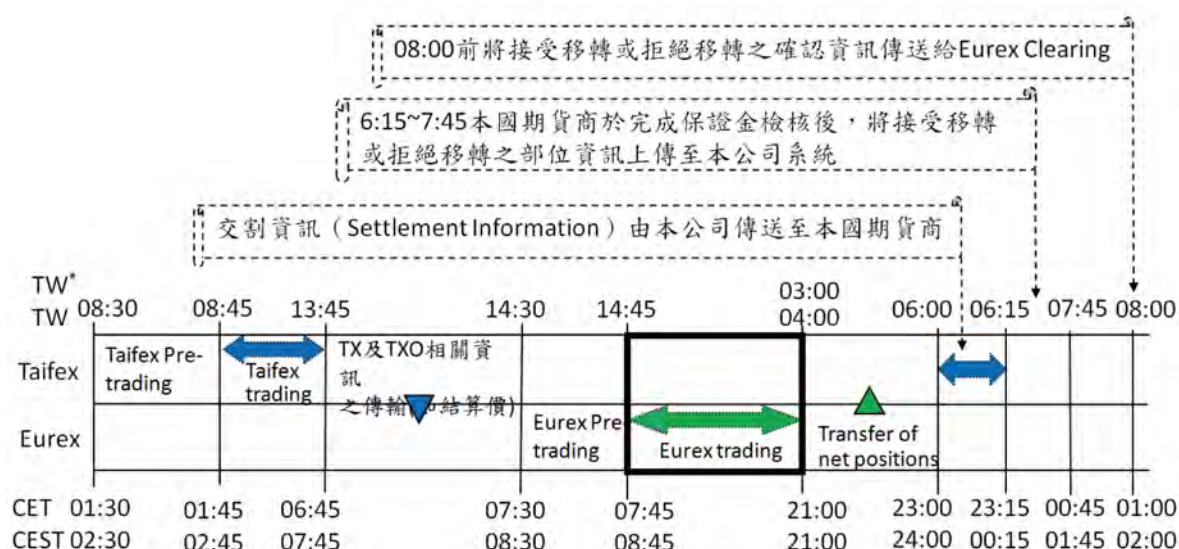 08:00前將接受移轉或拒絕移轉之確認資訊傳送給Eurex Clearing
6:15~7:45本國期貨商於完成保證金檢核後，將接受移轉
或拒絕移轉之部位資訊上傳至本公司系統
交割資訊（Settlement Information）由本公司傳送至本國期貨商
TW* 03:00
TW 08:30 08:45 13:45 14:30 14:45 04:00 06:00 06:15 07:45 08:00
Taifex
Taifex Pre-
trading
Taifex
trading
TX及TXO相關資
訊
之傳輸 結算價)
Eurex
Eurex Pre
trading
Eurex trading
Transfer of
net positions
CET 01:30 01:45 06:45 07:30 07:45 21:00 23:00 23:15 00:45 01:00
CEST 02:30 02:45 07:45 08:30 08:45 21:00 24:00 00:15 01:45 02:00